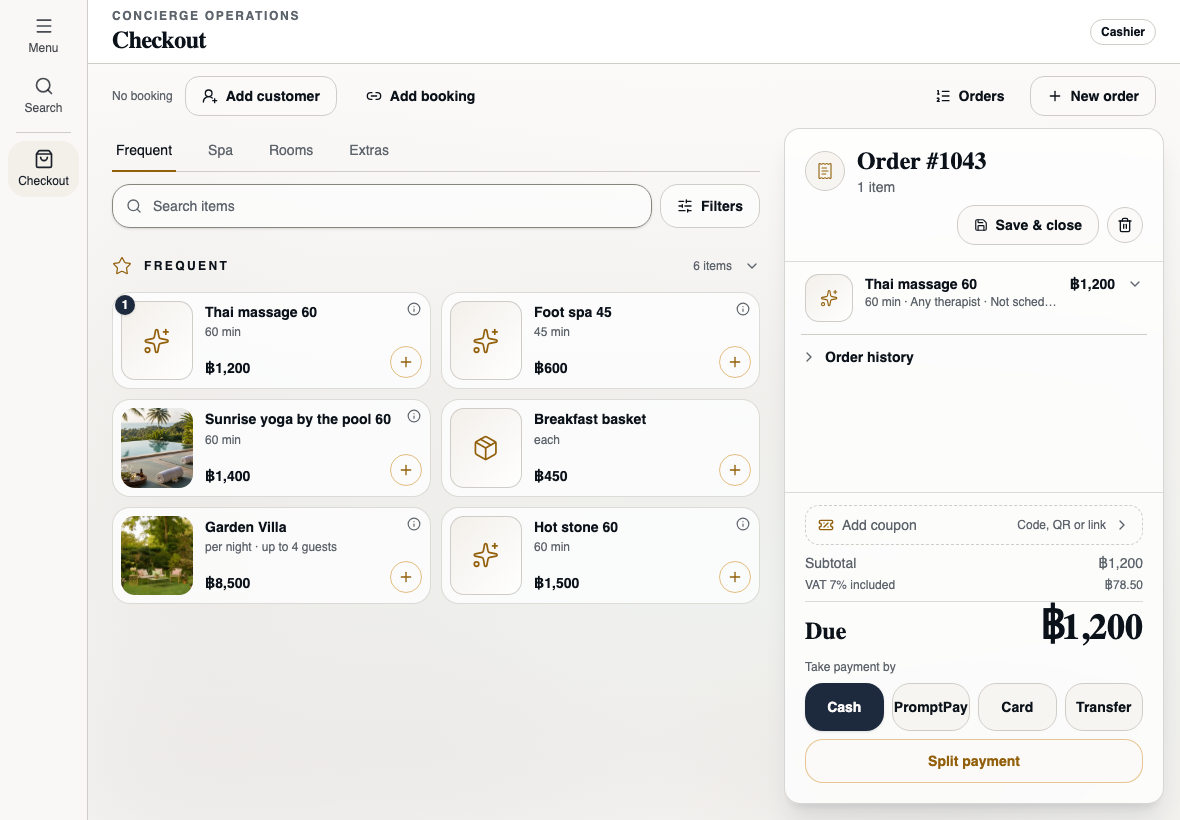 Menu
Search
Checkout
CONCIERGE OPERATIONS
Checkout
Cashier
No booking
Add customer
Add booking
Orders
New order
Frequent
Spa
Rooms
Extras
Search items
Filters
FREQUENT
6 items
1
Thai massage 60
60 min
฿1,200
Foot spa 45
45 min
฿600
Sunrise yoga by the pool 60
60 min
฿1,400
Breakfast basket
each
฿450
Garden Villa
per night · up to 4 guests
฿8,500
Hot stone 60
60 min
฿1,500
Order #1043
1 item
Save & close
Thai massage 60
฿1,200
60 min · Any therapist · Not sched…
Order history
Add coupon
Code, QR or link
Subtotal
฿1,200
VAT 7% included
฿78.50
Due
฿1,200
Take payment by
Cash
PromptPay
Card
Transfer
Split payment